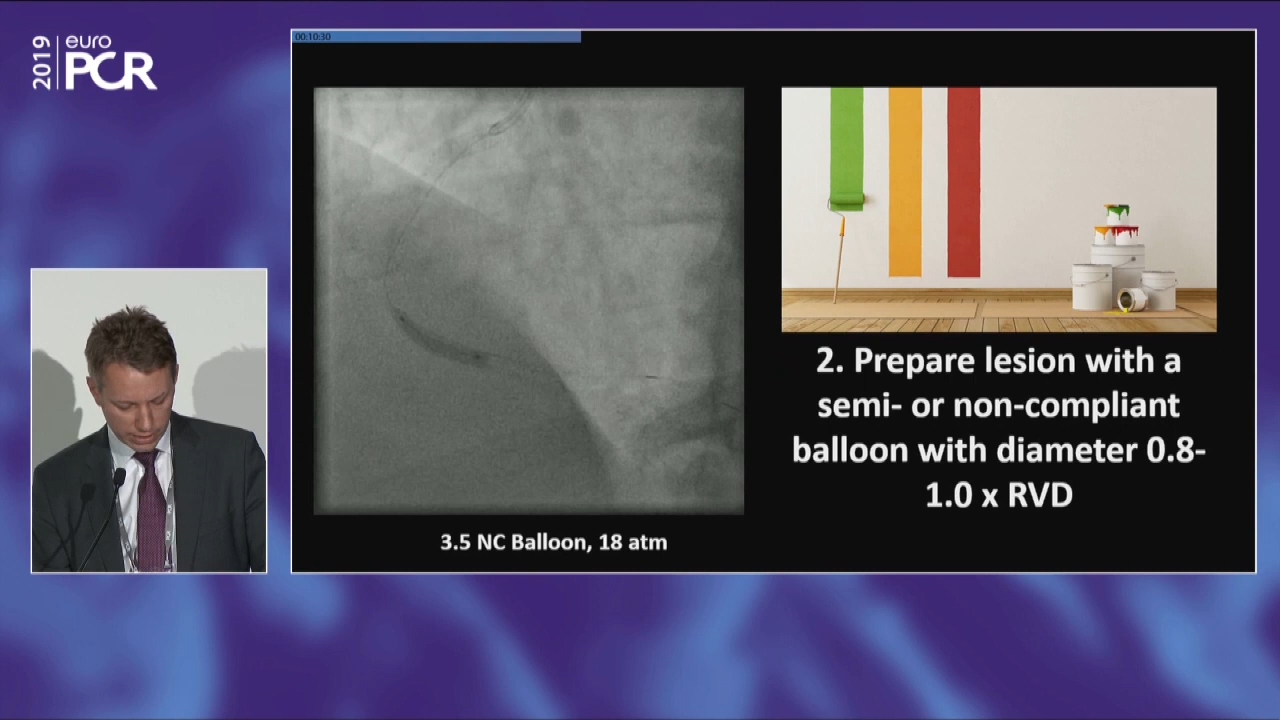 2019
euro
PCR
00:10:30
2. Prepare lesion with a
semi- or non-compliant
balloon with diameter 0.8-
1.0 x RVD
3.5 NC Balloon, 18 atm